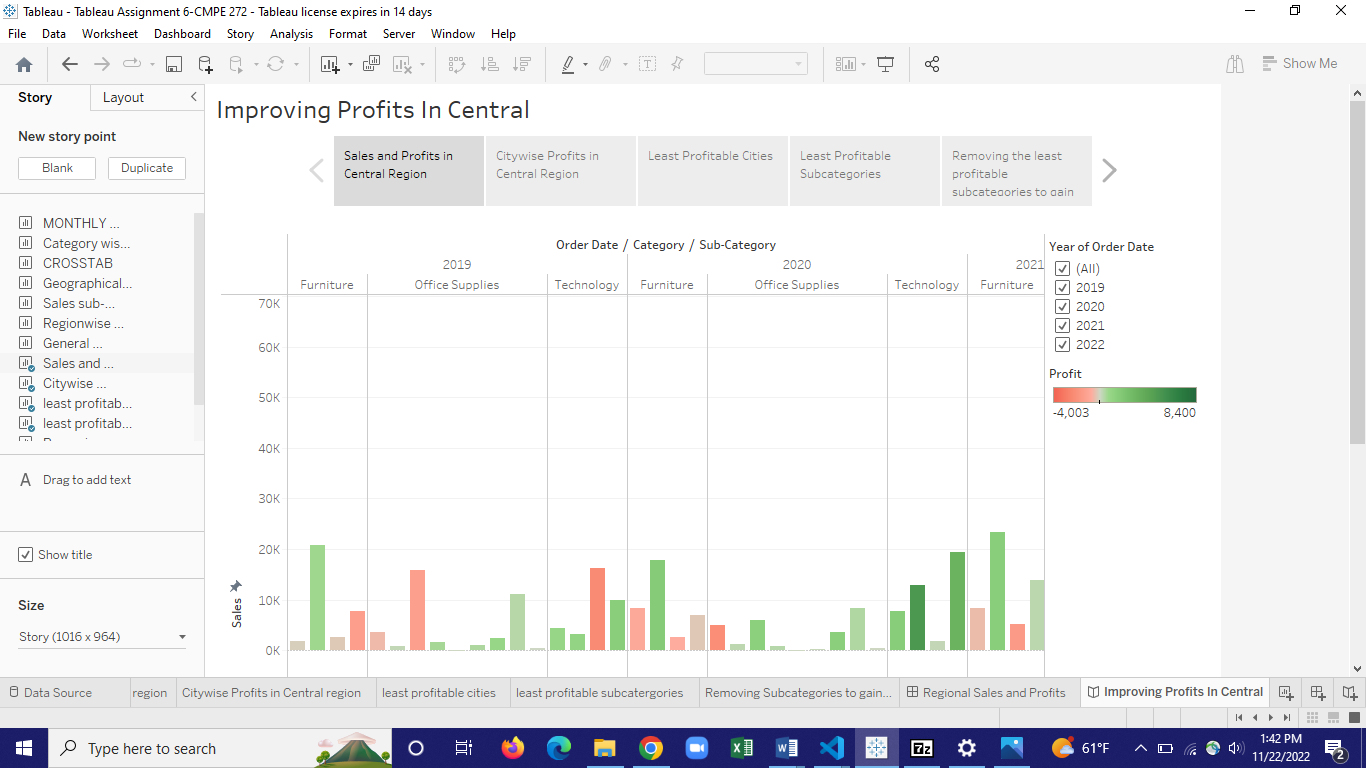 Tableau - Tableau Assignment 6-CMPE 272 - Tableau license expires in 14 days
File Data Worksheet Dashboard Story Analysis Format Server Window Help
Show Me
Story Layout
New story point
Blank Duplicate
MONTHLY ...
Category wis...
CROSSTAB
Geographical...
Sales sub-...
Regionwise ...
General ...
Sales and ...
Citywise ...
least profitab...
least profitab...
A Drag to add text
Show title
Size
Story (1016 x 964)
Improving Profits In Central
Sales and Profits in
Central Region
Citywise Profits in
Central Region
Least Profitable Cities
Least Profitable
Subcategories
Removing the least
profitable
subcategories to gain
Order Date / Category / Sub-Category
2019 2020 2021
Furniture Office Supplies Technology Furniture Office Supplies Technology Furniture
70K
60K
50K
40K
30K
20K
10K
0K
Sales
Year of Order Date
(All)
2019
2020
2021
2022
Profit
-4,003 8,400
Data Source region Citywise Profits in Central region least profitable cities least profitable subcatergories Removing Subcategories to gain... Regional Sales and Profits Improving Profits In Central
Type here to search
61°F
1:42 PM
11/22/2022
2